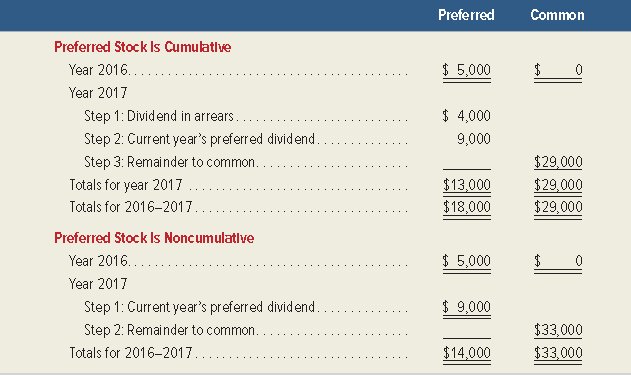 Preferred Common
Preferred Stock Is Cumulative
Year 2016. . . . . . . . . . . . . . . . . . . . . . . . . . . . . . . . . . . . . . . . . $ 5,000 $ 0
Year 2017
Step 1: Dividend in arrears. . . . . . . . . . . . . . . . . . . . . . . . . . $ 4,000
Step 2: Current year's preferred dividend. . . . . . . . . . . . . . 9,000
Step 3: Remainder to common. . . . . . . . . . . . . . . . . . . . . . . $29,000
Totals for year 2017 . . . . . . . . . . . . . . . . . . . . . . . . . . . . . . . . $13,000 $29,000
Totals for 2016–2017. . . . . . . . . . . . . . . . . . . . . . . . . . . . . . . $18,000 $29,000
Preferred Stock Is Noncumulative
Year 2016. . . . . . . . . . . . . . . . . . . . . . . . . . . . . . . . . . . . . . . . . $ 5,000 $ 0
Year 2017
Step 1: Current year's preferred dividend. . . . . . . . . . . . . . $ 9,000
Step 2: Remainder to common. . . . . . . . . . . . . . . . . . . . . . . $33,000
Totals for 2016–2017. . . . . . . . . . . . . . . . . . . . . . . . . . . . . . . $14,000 $33,000